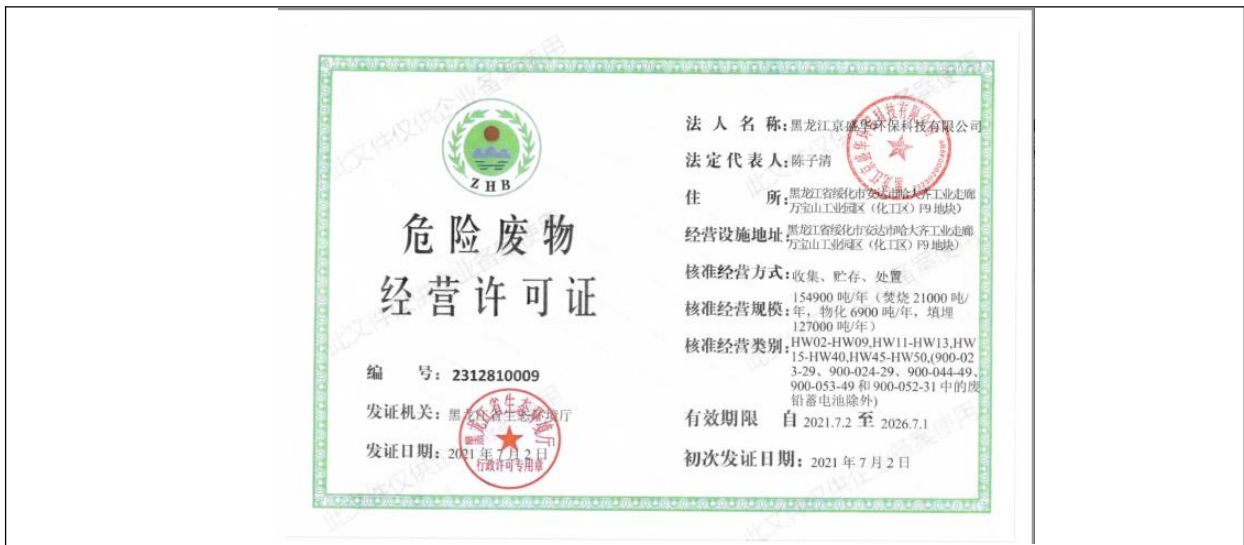 ZHB
危险废物
经营许可证
编 号：2312810009
发证机关：黑龙江省生态环境厅
发证日期：2021年7月2日
黑龙江省生态环境厅
行政许可专用章
法人名称：黑龙江京盛华环保科技有限公司
法定代表人：陈子清
住 所：黑龙江省绥化市安达市哈大齐工业走廊
万宝山工业园区（化工区）F9地块）
经营设施地址：黑龙江省绥化市安达市哈大齐工业走廊
万宝山工业园区（化工区）F9地块）
核准经营方式：收集、贮存、处置
核准经营规模：154900吨/年（焚烧21000吨/
年，物化6900吨/年，填埋
127000吨/年）
核准经营类别：HW02-HW09,HW11-HW13,HW
15-HW40,HW45-HW50,(900-02
3-29、900-024-29、900-044-49、
900-053-49和900-052-31中的废
铅蓄电池除外)
有效期限 自 2021.7.2 至 2026.7.1
初次发证日期：2021年7月2日
此文件仅供企业备案使用